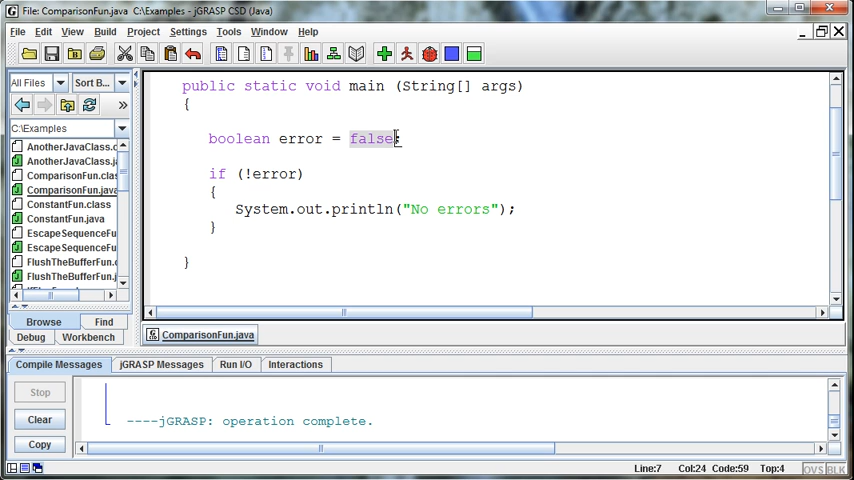 File: ComparisonFun.java C:\Examples - jGRASP CSD (Java)
File Edit View Build Project Settings Tools Window Help
All Files Sort B...
C:\Examples
AnotherJavaClass.c
AnotherJavaClass.j
ComparisonFun.clas
ComparisonFun.java
ConstantFun.class
ConstantFun.java
EscapeSequenceFu
EscapeSequenceFu
FlushTheBufferFun.c
FlushTheBufferFun.j
Browse Find
Debug Workbench
public static void main (String[] args)
{
boolean error = false;
if (!error)
{
System.out.println("No errors");
}
}
ComparisonFun.java
Compile Messages jGRASP Messages Run I/O Interactions
Stop
Clear
Copy
----jGRASP: operation complete.
Line:7 Col:24 Code:59 Top:4 OVS BLK